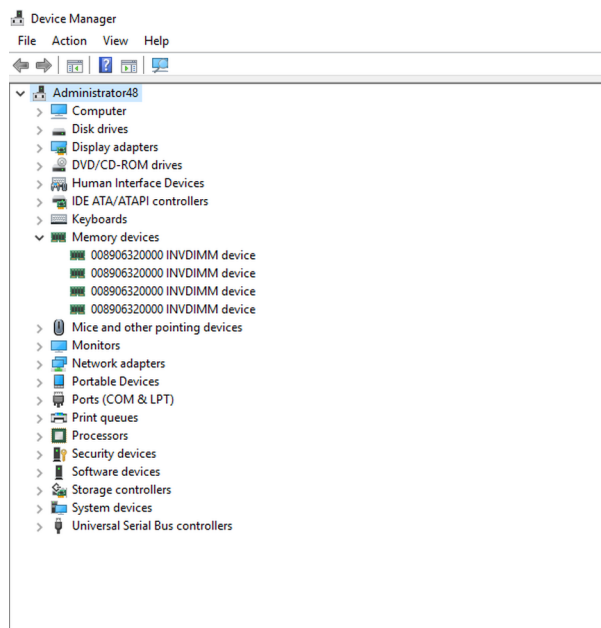 Device Manager
File Action View Help
Administrator48
Computer
Disk drives
Display adapters
DVD/CD-ROM drives
Human Interface Devices
IDE ATA/ATAPI controllers
Keyboards
Memory devices
008906320000 INVDIMM device
008906320000 INVDIMM device
008906320000 INVDIMM device
008906320000 INVDIMM device
Mice and other pointing devices
Monitors
Network adapters
Portable Devices
Ports (COM & LPT)
Print queues
Processors
Security devices
Software devices
Storage controllers
System devices
Universal Serial Bus controllers